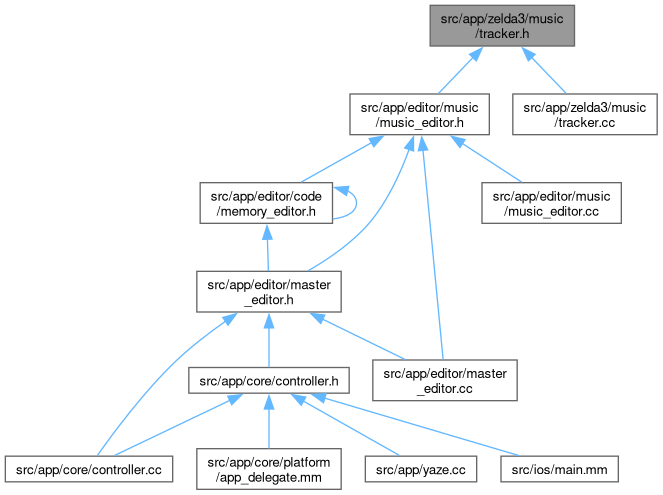 src/app/zelda3/music
/tracker.h
src/app/editor/music
/music_editor.h
src/app/zelda3/music
/tracker.cc
src/app/editor/code
/memory_editor.h
src/app/editor/music
/music_editor.cc
src/app/editor/master
_editor.h
src/app/core/controller.h
src/app/editor/master
_editor.cc
src/app/core/controller.cc
src/app/core/platform
/app_delegate.mm
src/app/yaze.cc
src/ios/main.mm